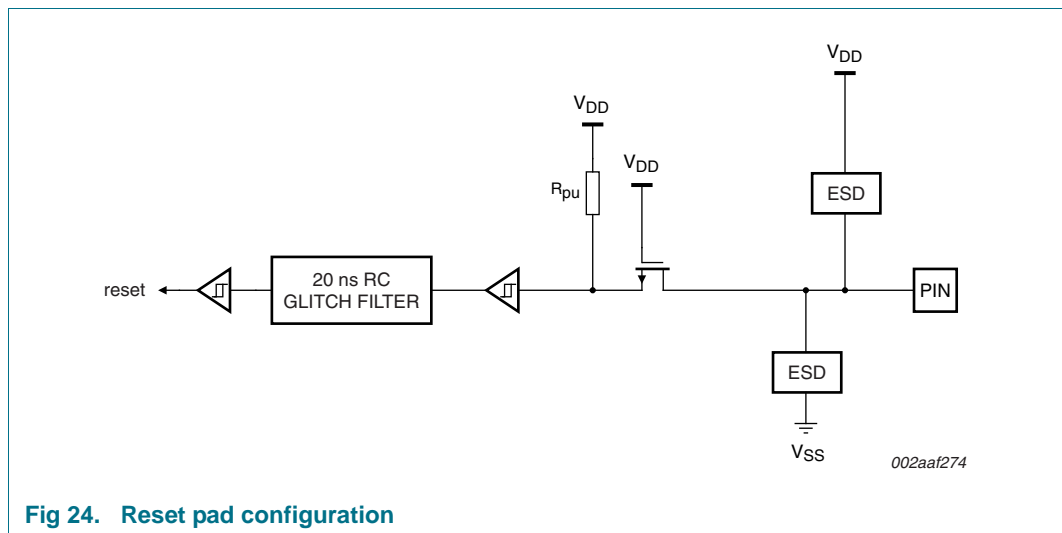 VDD
VDD
VDD
Rpu
ESD
reset
20 ns RC
GLITCH FILTER
PIN
ESD
VSS
002aaf274
Fig 24. Reset pad configuration